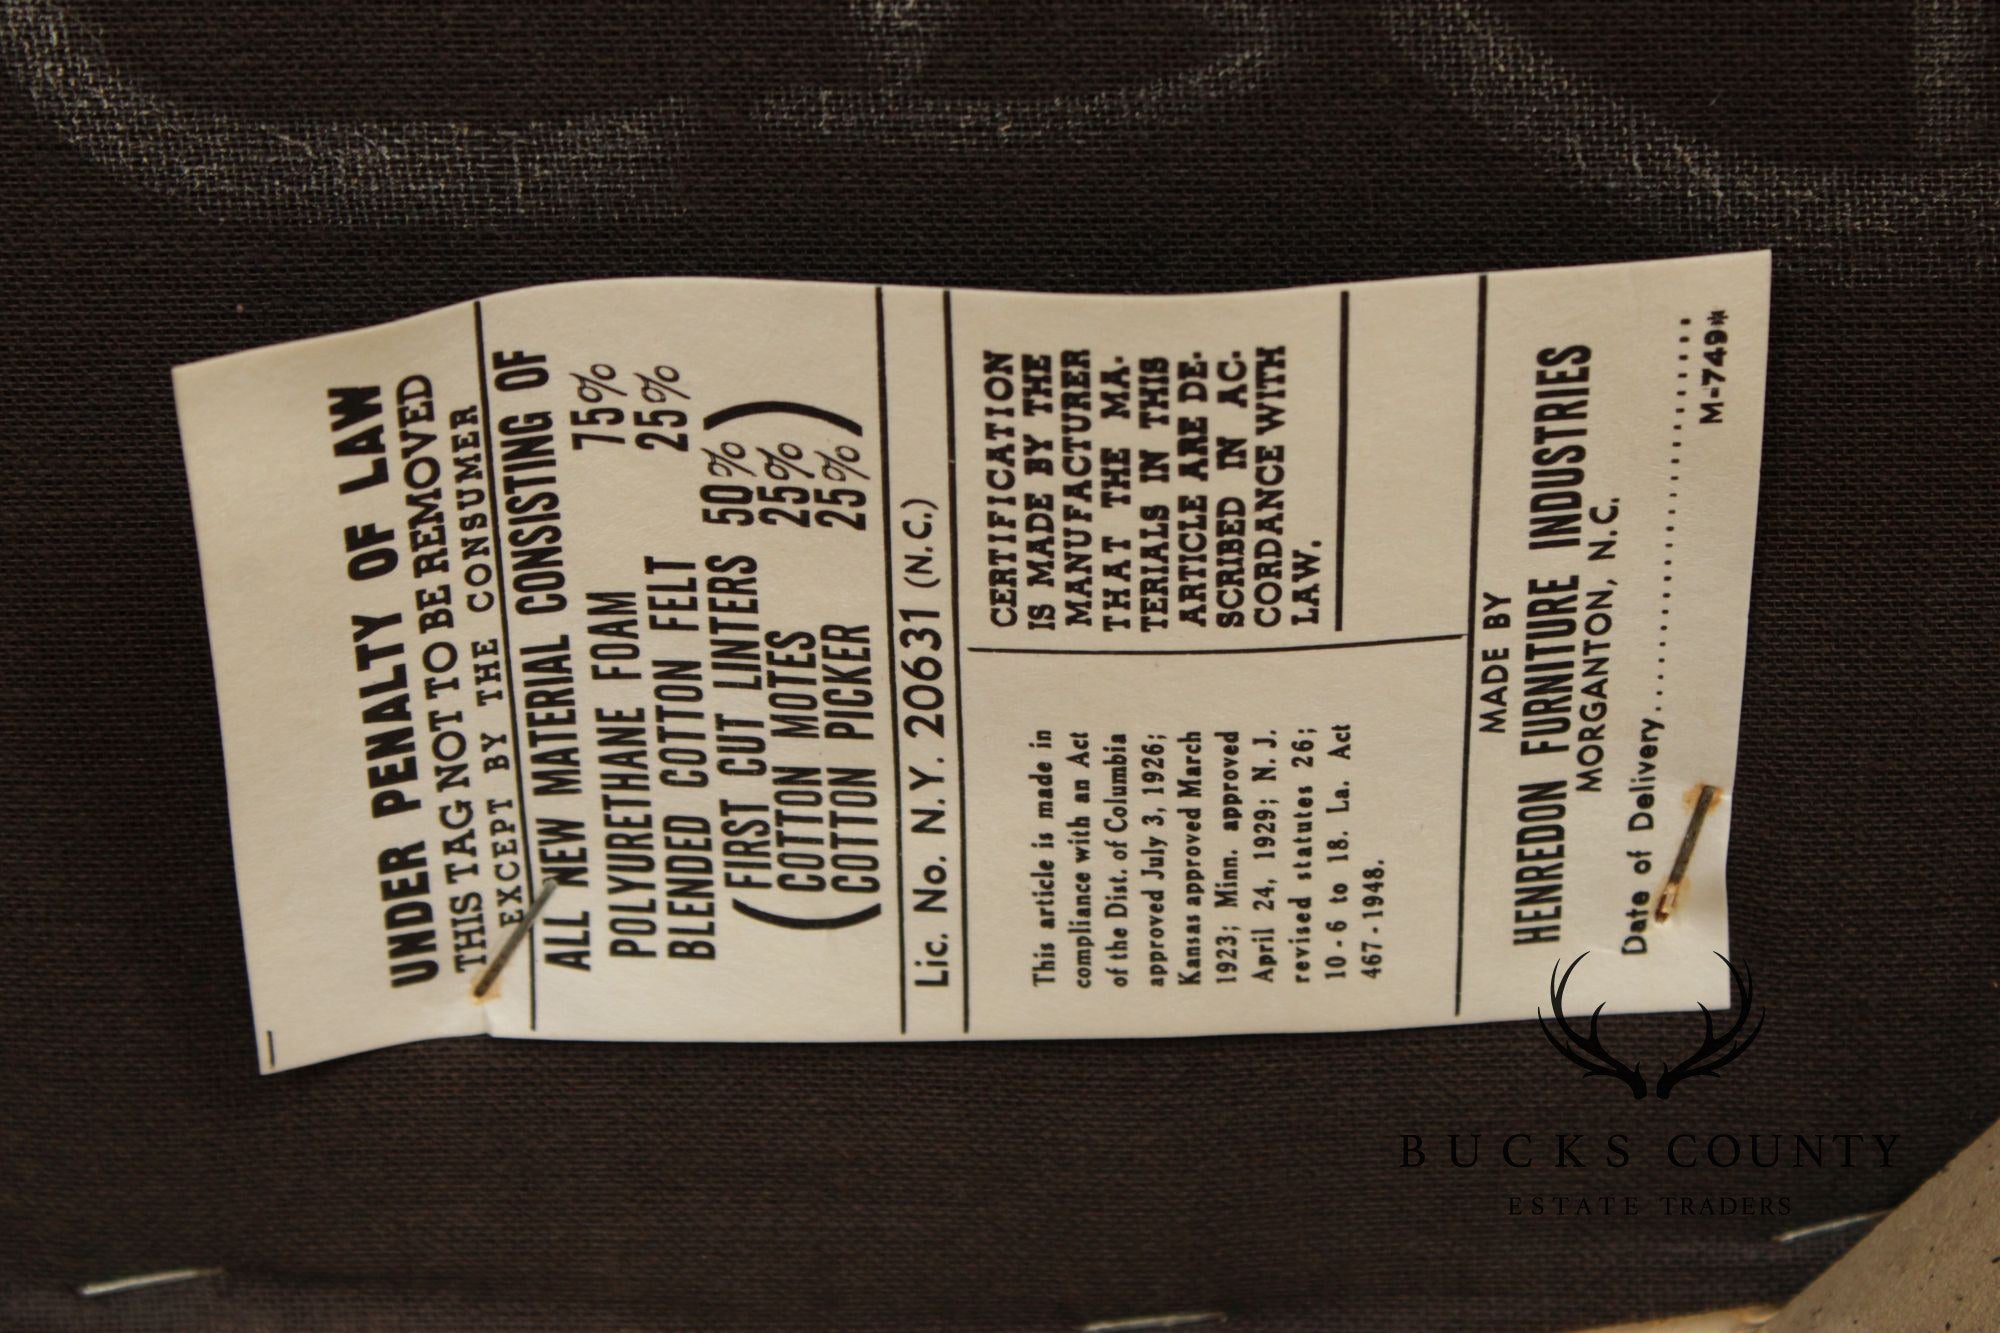 UNDER PENALTY OF LAW
THIS TAG NOT TO BE REMOVED
EXCEPT BY THE CONSUMER
ALL NEW MATERIAL CONSISTING OF
POLYURETHANE FOAM 75%
BLENDED COTTON FELT 25%
(FIRST CUT LINTERS 50%)
(COTTON MOTES 25%)
(COTTON PICKER 25%)
Lic. No. N.Y. 20631 (N.C.)
This article is made in
compliance with an Act
of the Dist. of Columbia
approved July 3, 1926;
Kansas approved March
1923; Minn. approved
April 24, 1929; N. J.
revised statutes 26;
10-6 to 18. La. Act
467-1948.
CERTIFICATION
IS MADE BY THE
MANUFACTURER
THAT THE MA-
TERIALS IN THIS
ARTICLE ARE DE-
SCRIBED IN AC-
CORDANCE WITH
LAW.
MADE BY
HENREDON FURNITURE INDUSTRIES
MORGANTON, N.C.
Date of Delivery..............................
M-749*
BUCKS COUNTY
ESTATE TRADERS